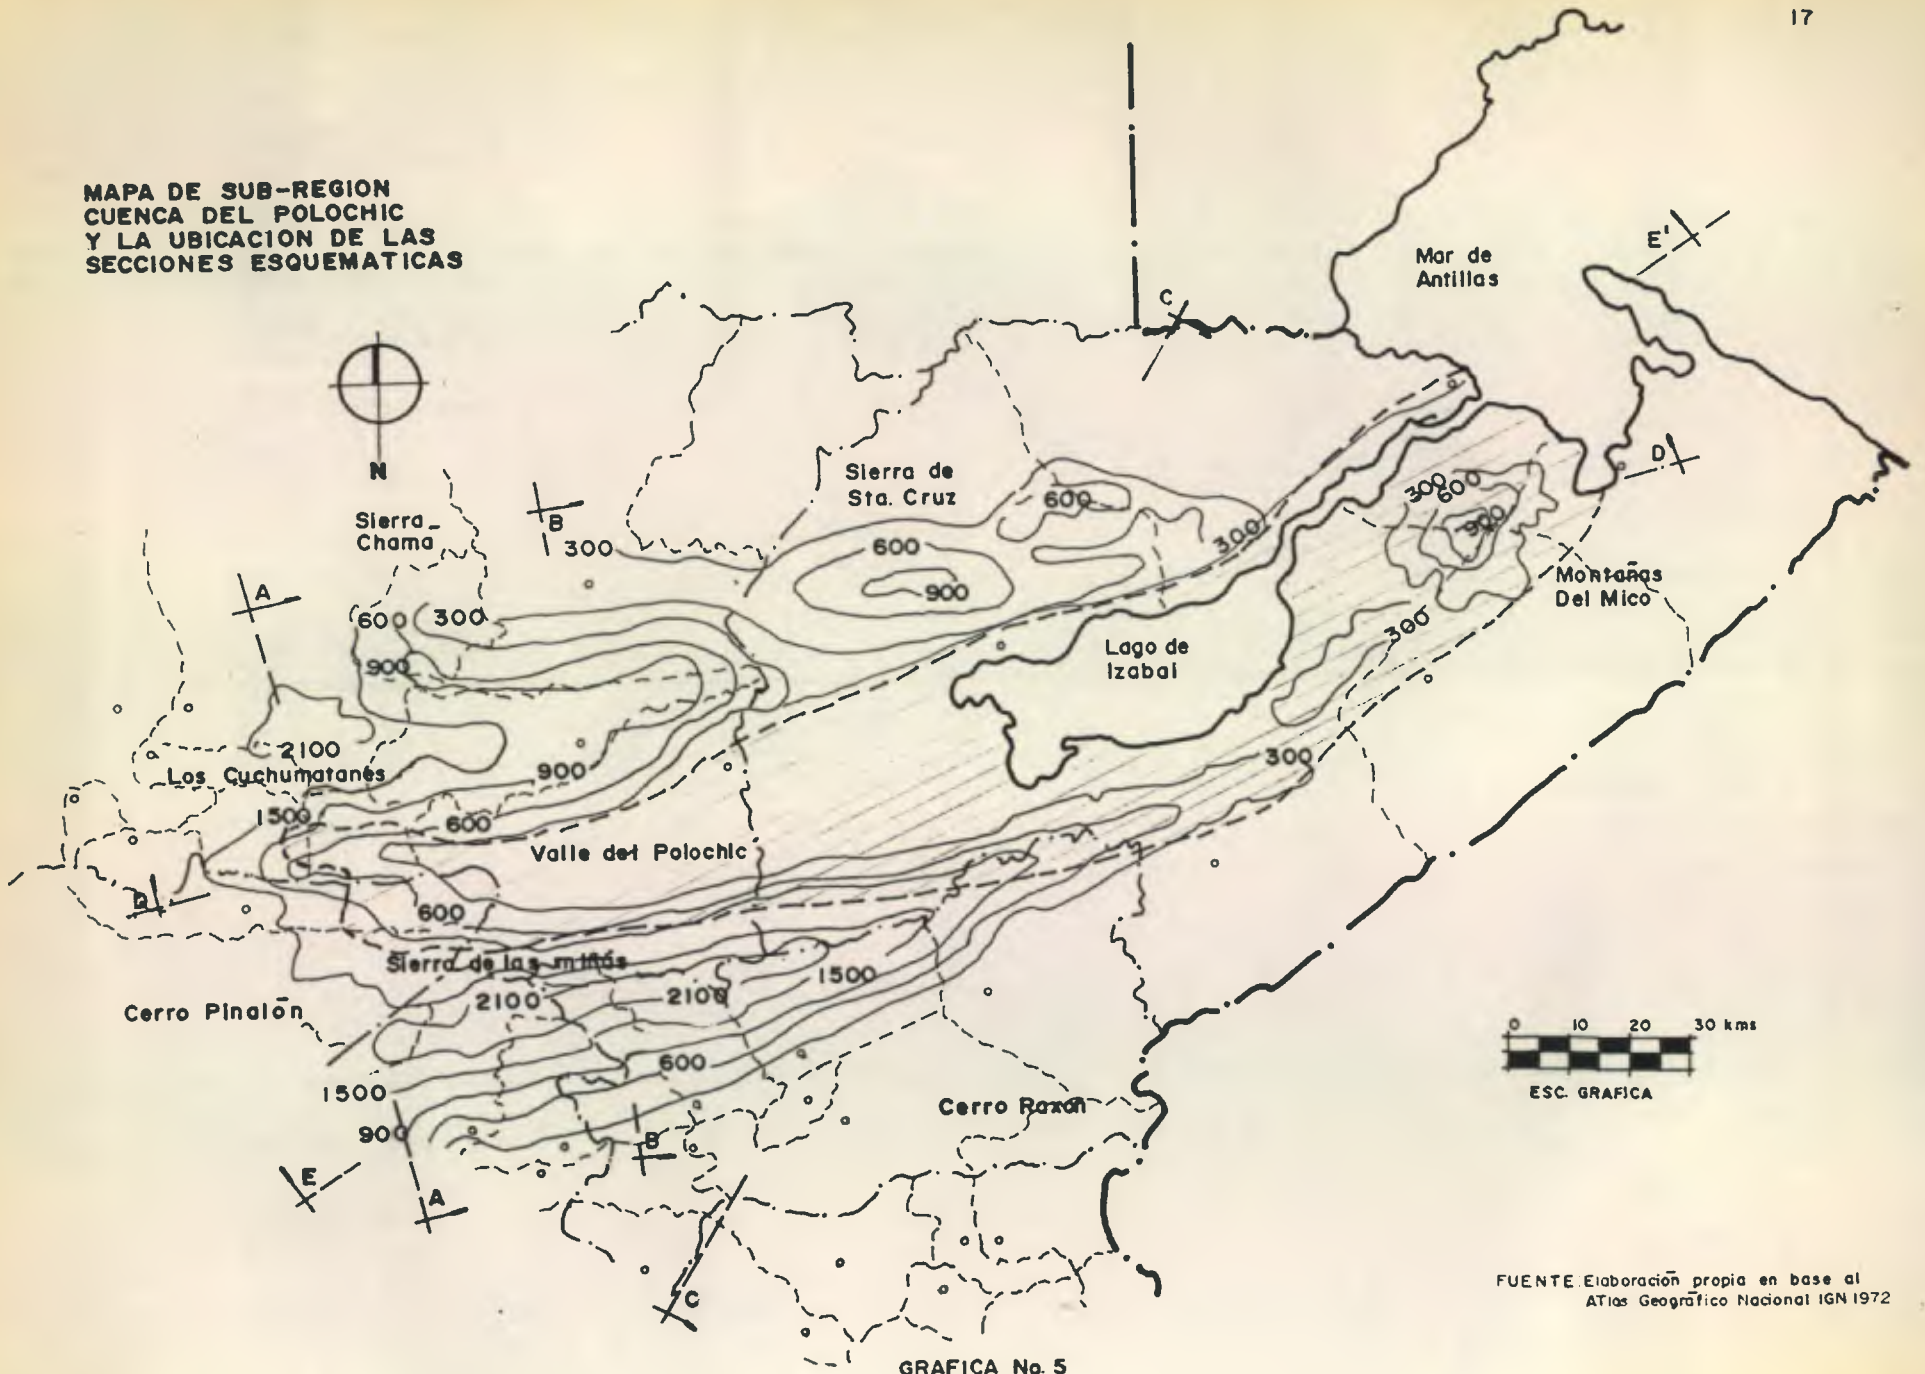 17
MAPA DE SUB-REGION
CUENCA DEL POLOCHIC
Y LA UBICACION DE LAS
SECCIONES ESQUEMATICAS
N
Mar de
Antillas
E'
C
D
Sierra de
Sta. Cruz
Sierra
Chama
B
A
300
600
900
600
300
300
600
900
600
300
900
Montañas
Del Mico
300
Lago de
Izabal
2100
Los Cuchumatanes
900
300
1500
600
Valle del Polochic
D
600
Sierra de las minas
2100
2100
1500
Cerro Pinalón
600
1500
900
Cerro Raxón
E
A
B
C
0 10 20 30 kms
ESC. GRAFICA
FUENTE: Elaboración propia en base al
ATlas Geográfico Nacional IGN 1972
GRAFICA No. 5